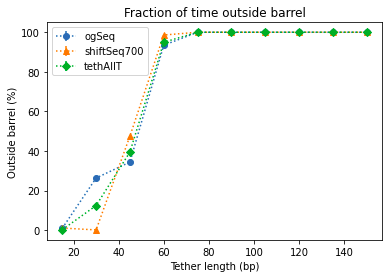 Fraction of time outside barrel
ogSeq
shiftSeq700
tethAllT
Outside barrel (%)
100
80
60
40
20
0
20
40
60
80
100
120
140
Tether length (bp)